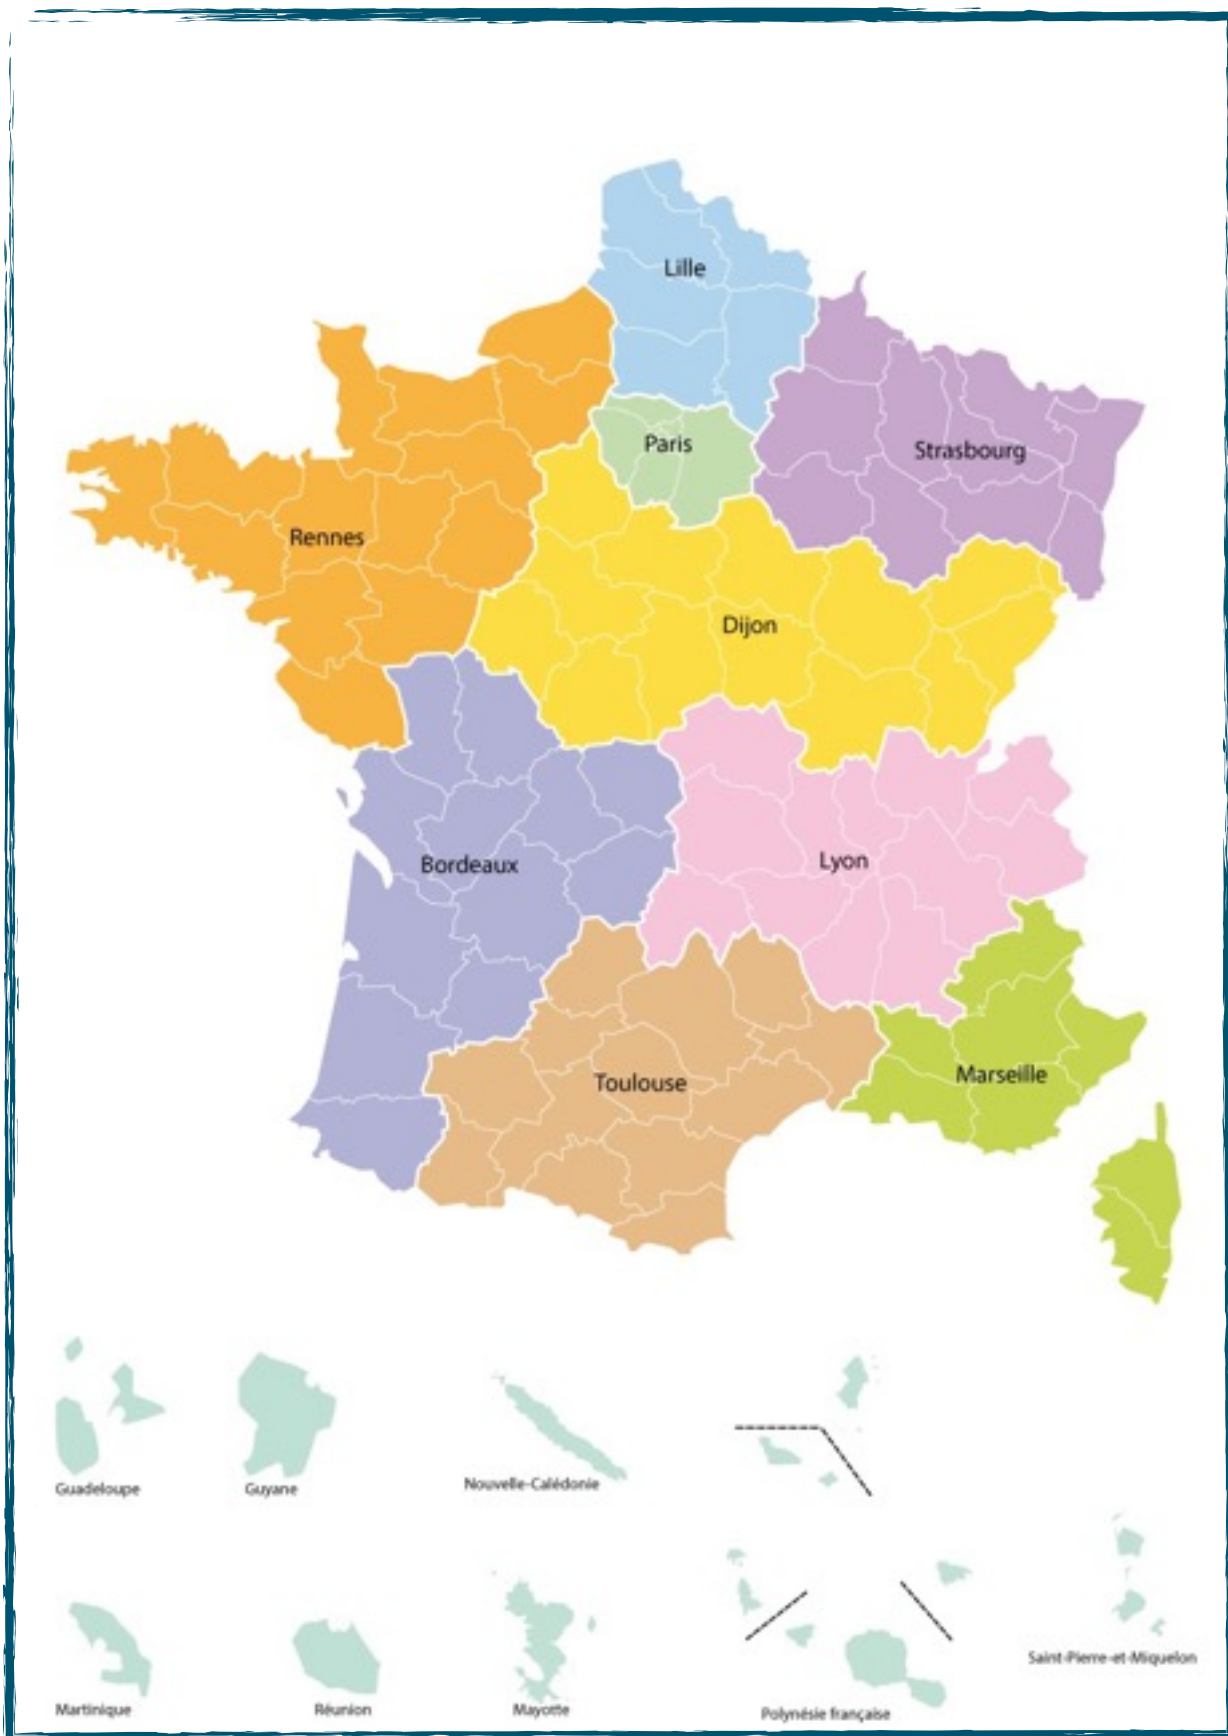 Lille
Paris
Strasbourg
Rennes
Dijon
Bordeaux
Lyon
Toulouse
Marseille
Guadeloupe
Guyane
Nouvelle-Calédonie
Saint-Pierre-et-Miquelon
Martinique
Réunion
Mayotte
Polynésie française